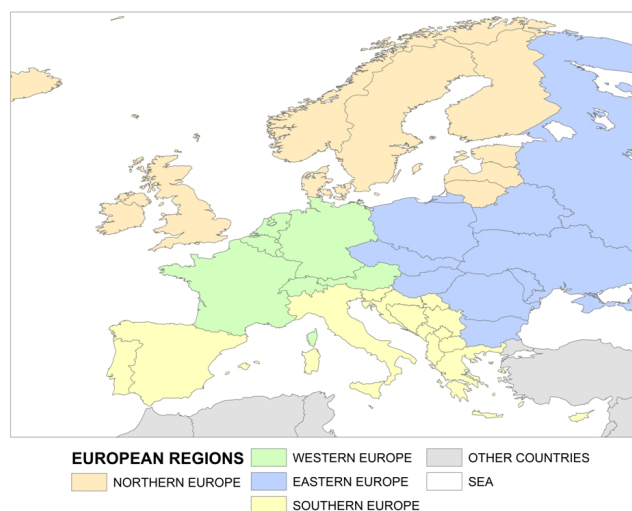 EUROPEAN REGIONS
NORTHERN EUROPE
WESTERN EUROPE
EASTERN EUROPE
SOUTHERN EUROPE
OTHER COUNTRIES
SEA